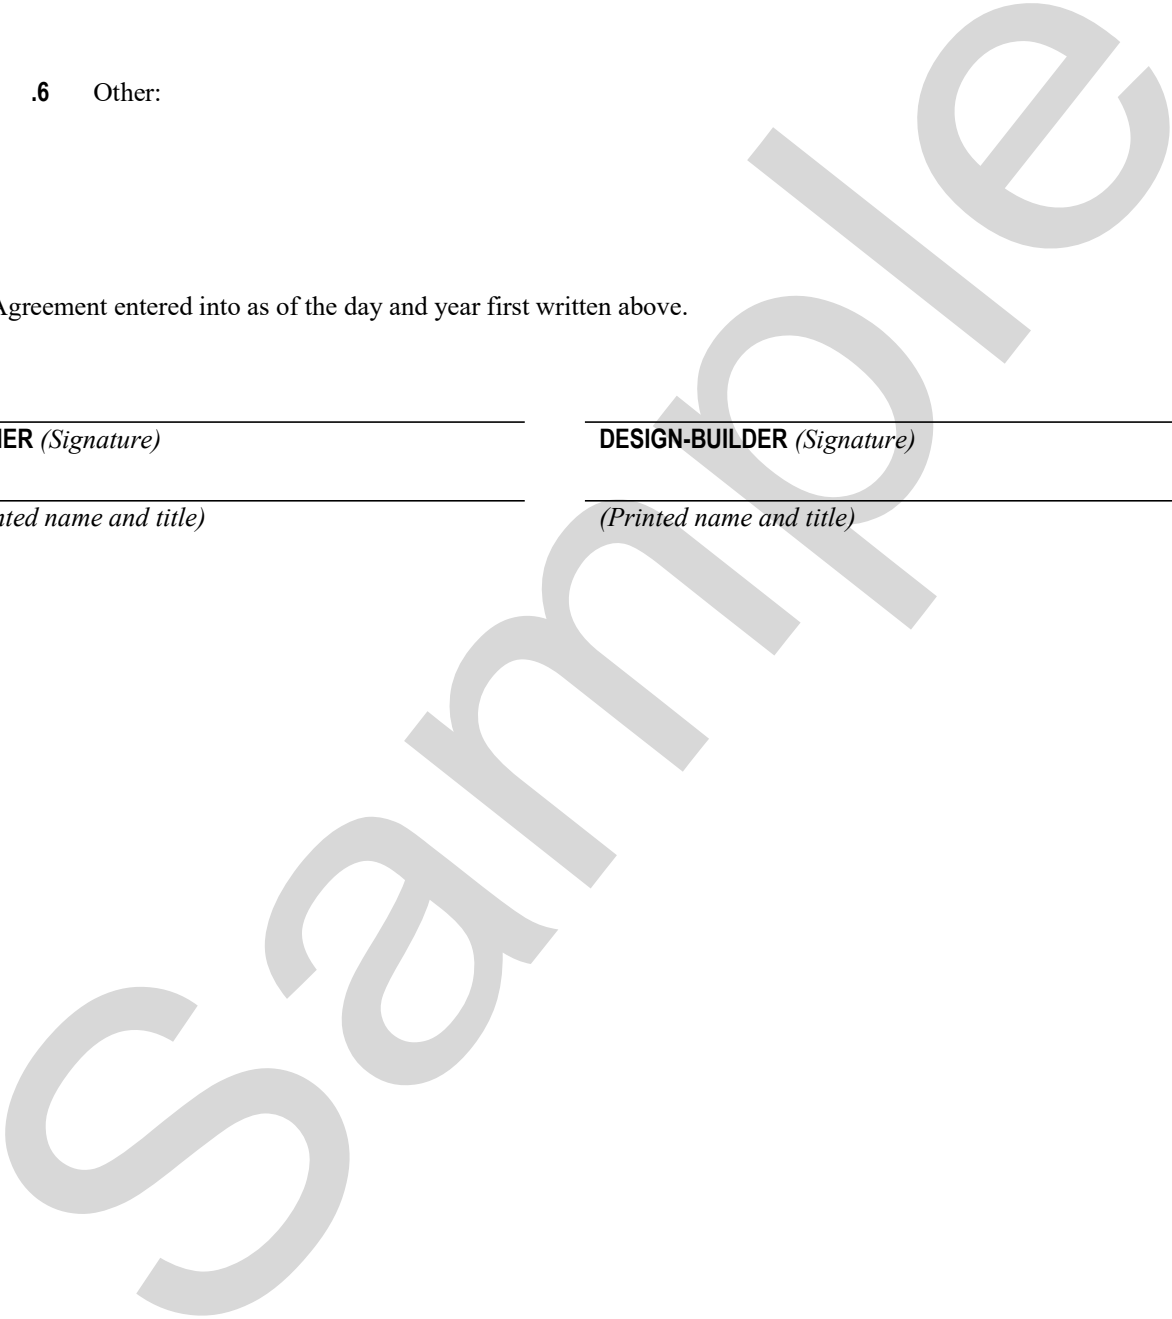 .6 Other:
Agreement entered into as of the day and year first written above.
NER (Signature) DESIGN-BUILDER (Signature)
nted name and title) (Printed name and title)
Sample